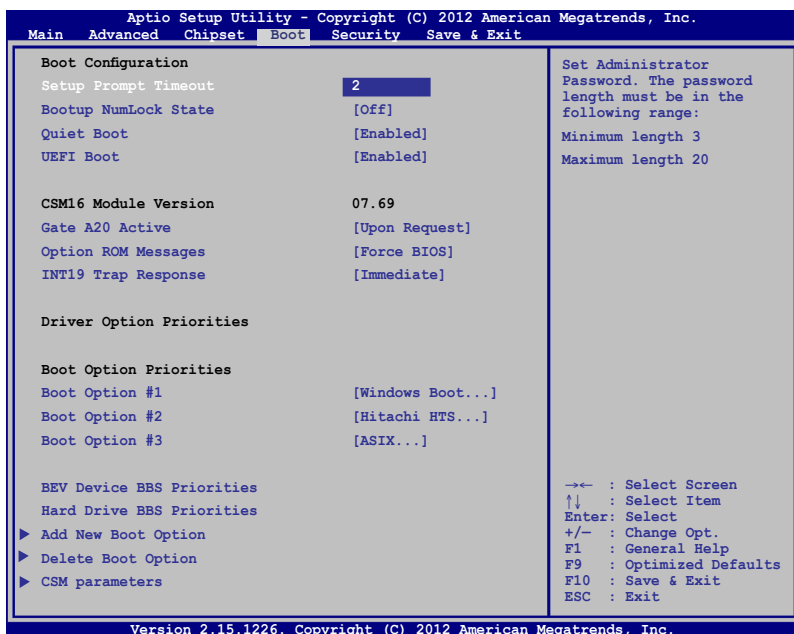 Aptio Setup Utility - Copyright (C) 2012 American Megatrends, Inc.
Main Advanced Chipset Boot Security Save & Exit
Boot Configuration
Setup Prompt Timeout 2
Bootup NumLock State [Off]
Quiet Boot [Enabled]
UEFI Boot [Enabled]
CSM16 Module Version 07.69
Gate A20 Active [Upon Request]
Option ROM Messages [Force BIOS]
INT19 Trap Response [Immediate]
Driver Option Priorities
Boot Option Priorities
Boot Option #1 [Windows Boot...]
Boot Option #2 [Hitachi HTS...]
Boot Option #3 [ASIX...]
BEV Device BBS Priorities
Hard Drive BBS Priorities
▶ Add New Boot Option
▶ Delete Boot Option
▶ CSM parameters
Set Administrator
Password. The password
length must be in the
following range:
Minimum length 3
Maximum length 20
→← : Select Screen
↑↓ : Select Item
Enter: Select
+/− : Change Opt.
F1 : General Help
F9 : Optimized Defaults
F10 : Save & Exit
ESC : Exit
Version 2.15.1226. Copyright (C) 2012 American Megatrends, Inc.